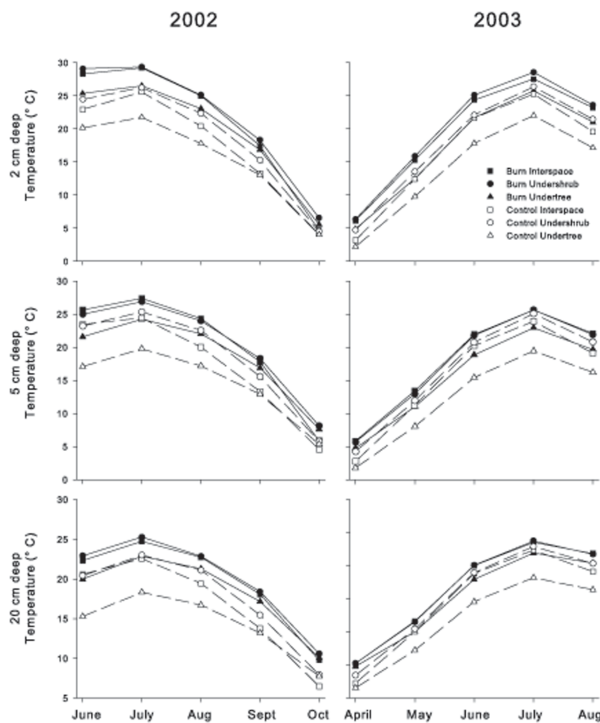 2002
2003
2 cm deep
Temperature (° C)
30
25
20
15
10
5
0
Burn Interspace
Burn Undershrub
Burn Undertree
Control Interspace
Control Undershrub
Control Undertree
5 cm deep
Temperature (° C)
30
25
20
15
10
5
0
20 cm deep
Temperature (° C)
30
25
20
15
10
5
June July Aug Sept Oct
April May June July Aug